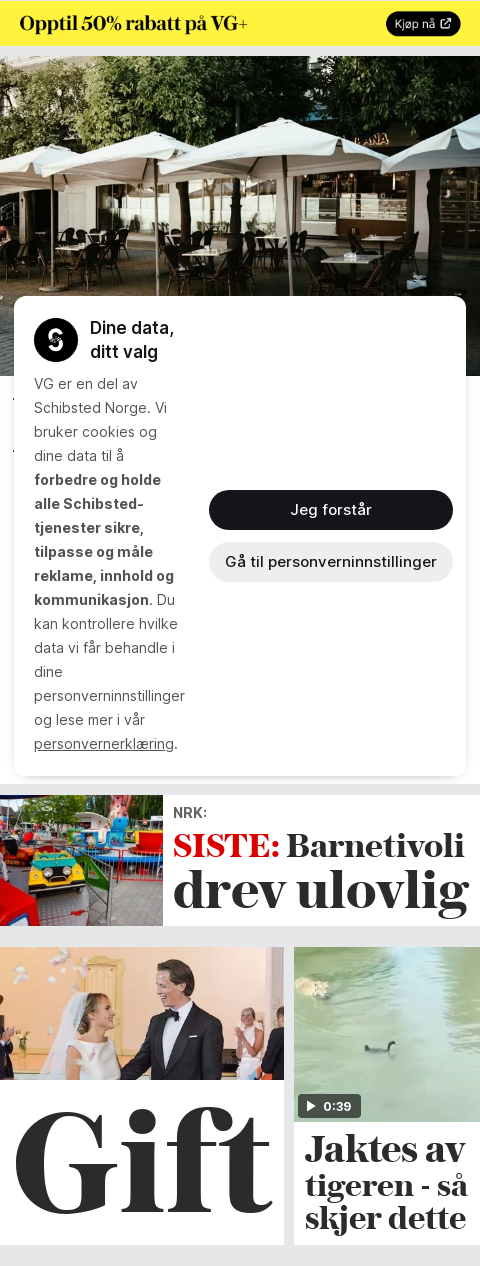 Opptil 50% rabatt på VG+
Kjøp nå
Dine data,
ditt valg
VG er en del av
Schibsted Norge. Vi
bruker cookies og
dine data til å
forbedre og holde
alle Schibsted-
tjenester sikre,
tilpasse og måle
reklame, innhold og
kommunikasjon. Du
kan kontrollere hvilke
data vi får behandle i
dine
personverninnstillinger
og lese mer i vår
personvernerklæring.
Jeg forstår
Gå til personverninnstillinger
NRK:
SISTE: Barnetivoli
drev ulovlig
Gift
0:39
Jaktes av
tigeren - så
skjer dette